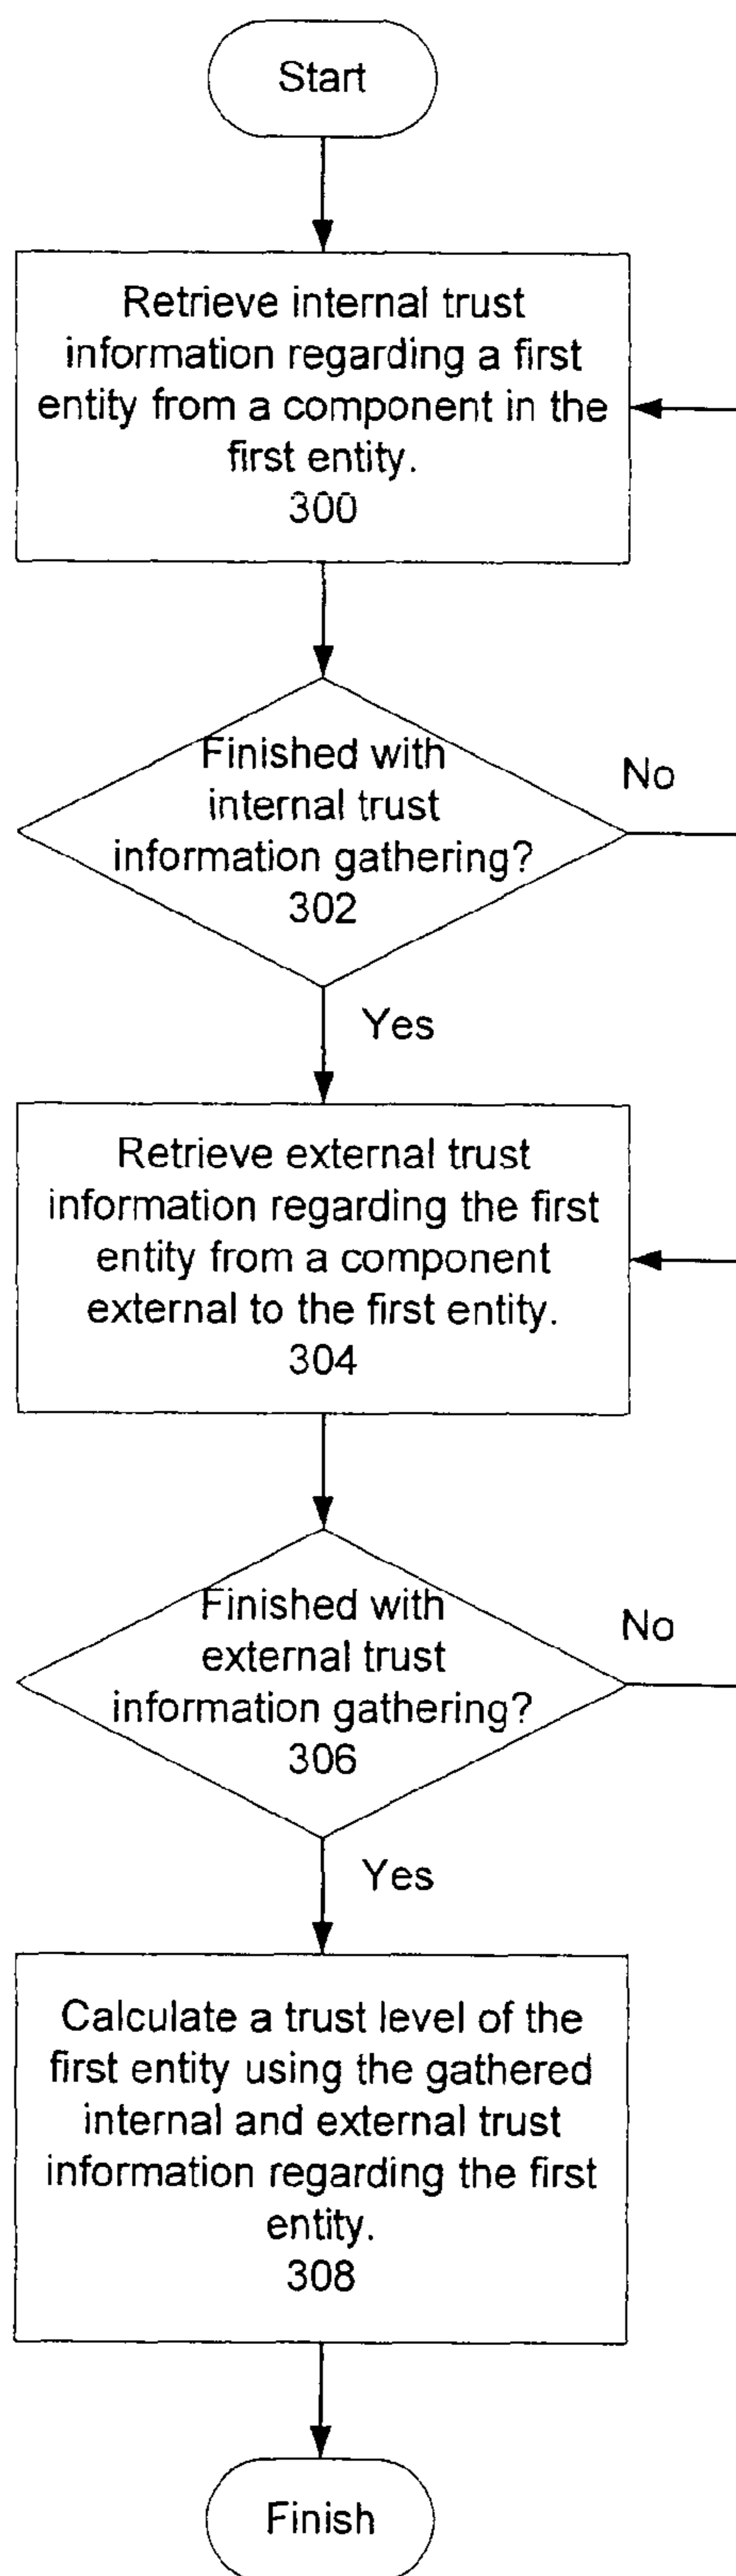 Start
Retrieve internal trust
information regarding a first
entity from a component in the
first entity.
300
Finished with
internal trust
information gathering?
302
No
Yes
Retrieve external trust
information regarding the first
entity from a component
external to the first entity.
304
Finished with
external trust
information gathering?
306
No
Yes
Calculate a trust level of the
first entity using the gathered
internal and external trust
information regarding the first
entity.
308
Finish